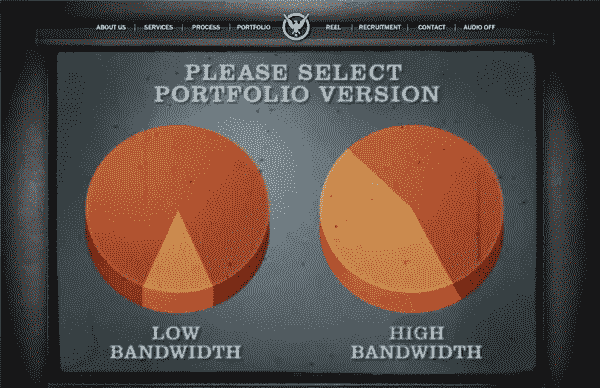 ABOUT US | SERVICES | PROCESS | PORTFOLIO REEL | RECRUITMENT | CONTACT | AUDIO OFF
PLEASE SELECT
PORTFOLIO VERSION
LOW
BANDWIDTH
HIGH
BANDWIDTH